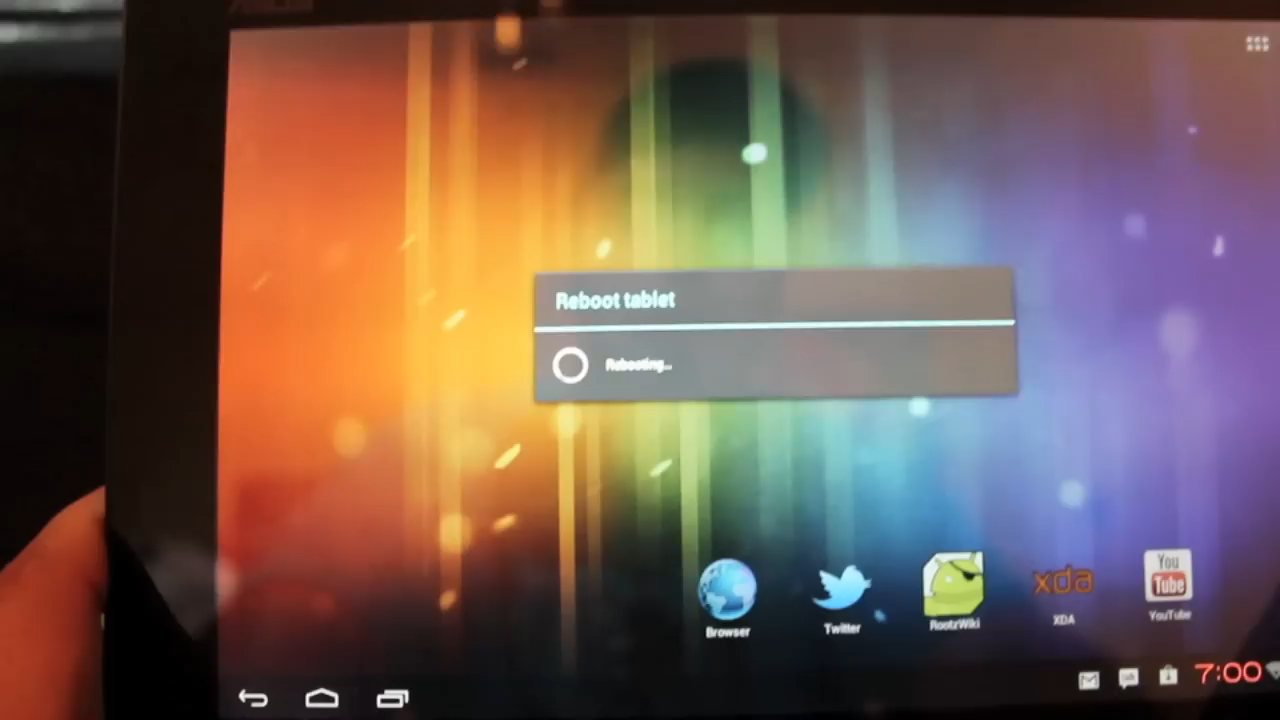 Reboot tablet
Rebooting...
Browser
Twitter
RootzWiki
xda
XDA
You
Tube
YouTube
7:00